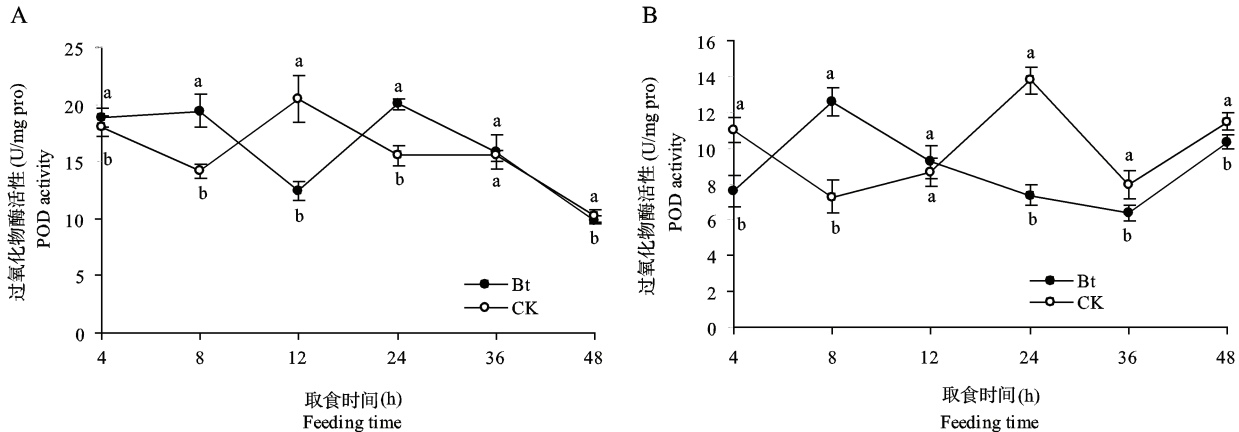 A
过氧化物酶活性 (U/mg pro)
POD activity
25
20
15
10
5
0
a
a
a
a
a
a
b
b
b
b
a
b
Bt
CK
4
8
12
24
36
48
取食时间(h)
Feeding time
B
过氧化物酶活性 (U/mg pro)
POD activity
16
14
12
10
8
6
4
2
0
a
a
a
a
a
a
b
b
a
b
b
b
Bt
CK
4
8
12
24
36
48
取食时间(h)
Feeding time